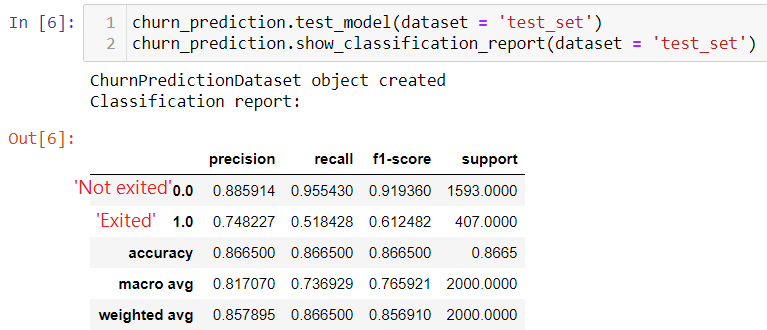 In [6]: 1 churn_prediction.test_model(dataset = 'test_set')
2 churn_prediction.show_classification_report(dataset = 'test_set')
ChurnPredictionDataset object created
Classification report:
Out[6]:
precision recall f1-score support
'Not exited' 0.0 0.885914 0.955430 0.919360 1593.0000
'Exited' 1.0 0.748227 0.518428 0.612482 407.0000
accuracy 0.866500 0.866500 0.866500 0.8665
macro avg 0.817070 0.736929 0.765921 2000.0000
weighted avg 0.857895 0.866500 0.856910 2000.0000